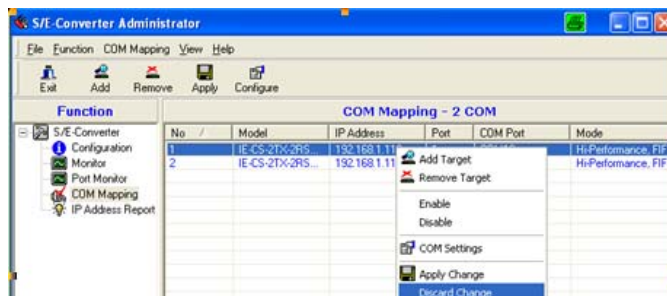 S/E-Converter Administrator
File Function COM Mapping View Help
Exit Add Remove Apply Configure
Function
COM Mapping - 2 COM
S/E-Converter
Configuration
Monitor
Port Monitor
COM Mapping
IP Address Report
No / Model IP Address Port COM Port Mode
1 IE-CS-2TX-2RS... 192.168.1.11 Hi-Performance, FIF
2 IE-CS-2TX-2RS... 192.168.1.11 Hi-Performance, FIF
Add Target
Remove Target
Enable
Disable
COM Settings
Apply Change
Discard Change